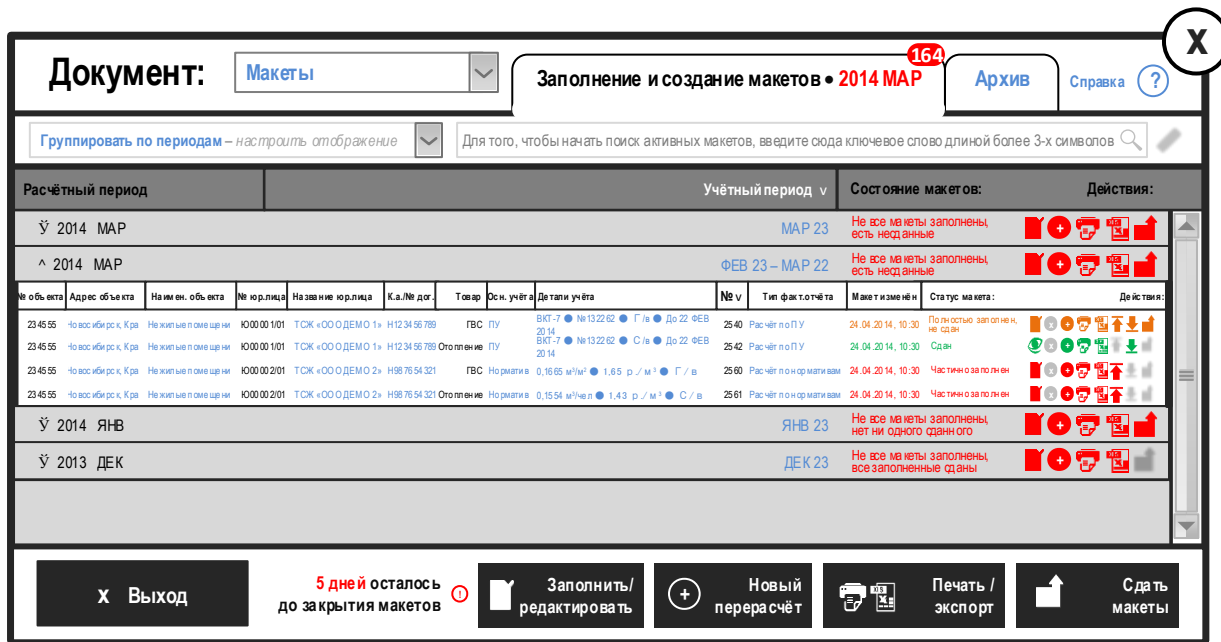 X
Документ:
Макеты
Заполнение и создание макетов • 2014 МАР
164
Архив
Справка ?
Группировать по периодам – настроить отображение
Для того, чтобы начать поиск активных макетов, введите сюда ключевое слово длиной более 3-х символов
Расчётный период
Учётный период v
Состояние макетов:
Действия:
Ў 2014 МАР
МАР 23
Не все макеты заполнены,
есть несданные
^ 2014 МАР
ФЕВ 23 – МАР 22
Не все макеты заполнены,
есть несданные
№ объекта Адрес объекта Наимен. объекта № юр.лица Название юр.лица К.а./№ дог. Товар Осн. учёта Детали учёта № v Тип факт.отчёта Макет изменён Статус макета: Действия:
234555 Новосибирск, Кра Нежилые помещени Ю00001/01 ТСЖ «ООО ДЕМО 1» Н123456789 ГВС ПУ ВКТ-7 ● №132262 ● Г/в ● До 22 ФЕВ
2014
2540 Расчёт по ПУ 24.04.2014, 10:30 Полностью заполнен,
не сдан
234555 Новосибирск, Кра Нежилые помещени Ю00001/01 ТСЖ «ООО ДЕМО 1» Н123456789 Отопление ПУ ВКТ-7 ● №132262 ● С/в ● До 22 ФЕВ
2014
2542 Расчёт по ПУ 24.04.2014, 10:30 Сдан
234555 Новосибирск, Кра Нежилые помещени Ю00002/01 ТСЖ «ООО ДЕМО 2» Н987654321 ГВС Норматив 0,1665 м³/м² ● 1,65 р./м³ ● Г/в 2560 Расчёт по нормативам 24.04.2014, 10:30 Частично заполнен
234555 Новосибирск, Кра Нежилые помещени Ю00002/01 ТСЖ «ООО ДЕМО 2» Н987654321 Отопление Норматив 0,1554 м³/чел ● 1,43 р./м³ ● С/в 2561 Расчёт по нормативам 24.04.2014, 10:30 Частично заполнен
Ў 2014 ЯНВ
ЯНВ 23
Не все макеты заполнены,
нет ни одного сданного
Ў 2013 ДЕК
ДЕК 23
Не все макеты заполнены,
все заполненные сданы
x Выход
5 дней осталось
до закрытия макетов
Заполнить/
редактировать
Новый
перерасчёт
XLS
Печать /
экспорт
Сдать
макеты